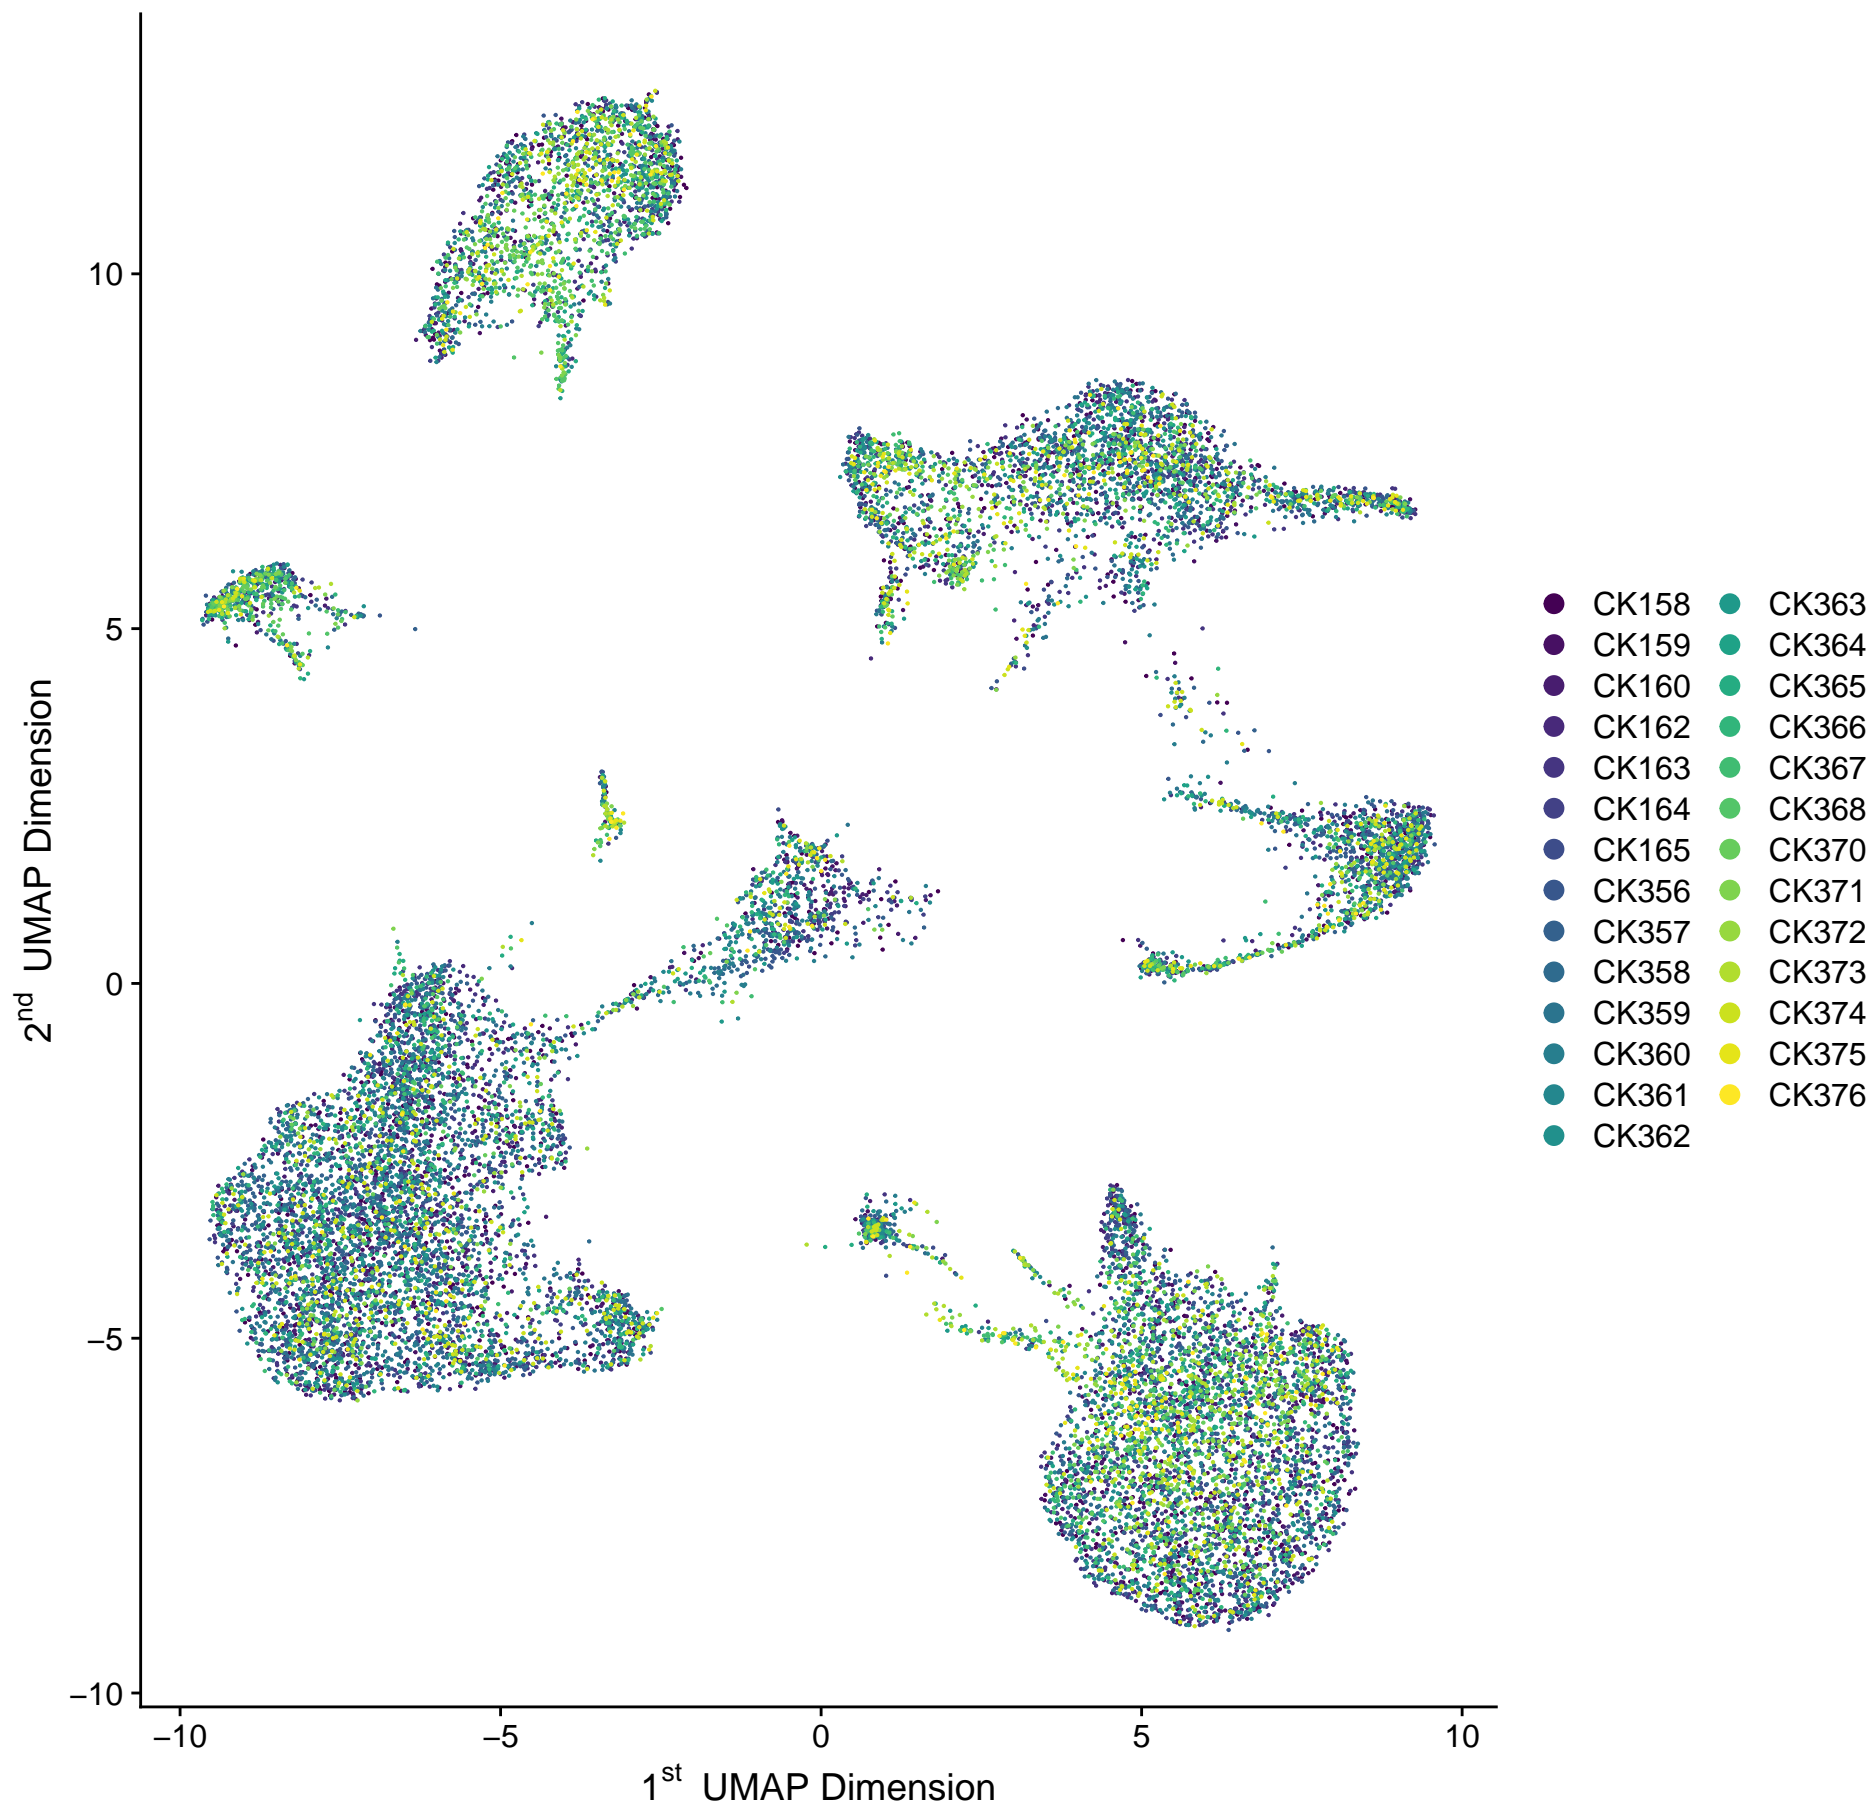 10
5
0
−5
−10
−10
−5
0
5
10
1st UMAP Dimension
2nd UMAP Dimension
CK158
CK159
CK160
CK162
CK163
CK164
CK165
CK356
CK357
CK358
CK359
CK360
CK361
CK362
CK363
CK364
CK365
CK366
CK367
CK368
CK370
CK371
CK372
CK373
CK374
CK375
CK376